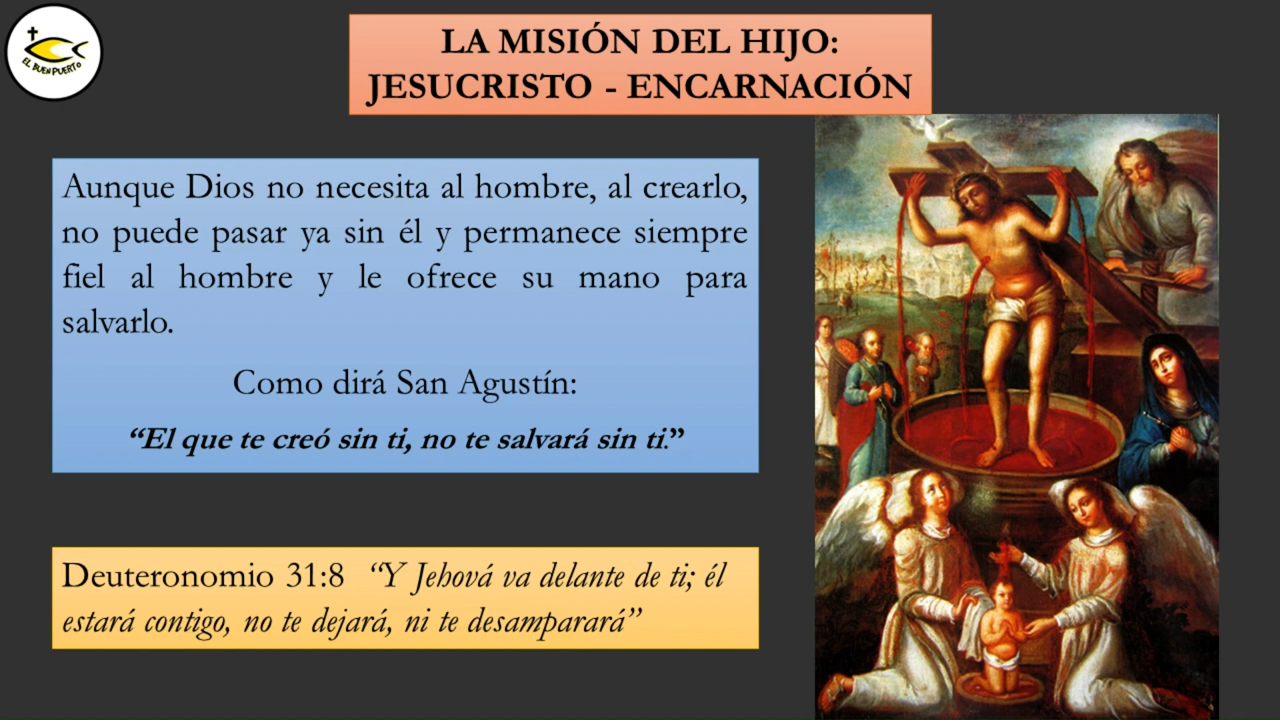 EL BUEN PUERTO
LA MISIÓN DEL HIJO:
JESUCRISTO - ENCARNACIÓN
Aunque Dios no necesita al hombre, al crearlo,
no puede pasar ya sin él y permanece siempre
fiel al hombre y le ofrece su mano para
salvarlo.
Como dirá San Agustín:
“El que te creó sin ti, no te salvará sin ti.”
Deuteronomio 31:8 “Y Jehová va delante de ti; él
estará contigo, no te dejará, ni te desamparará”